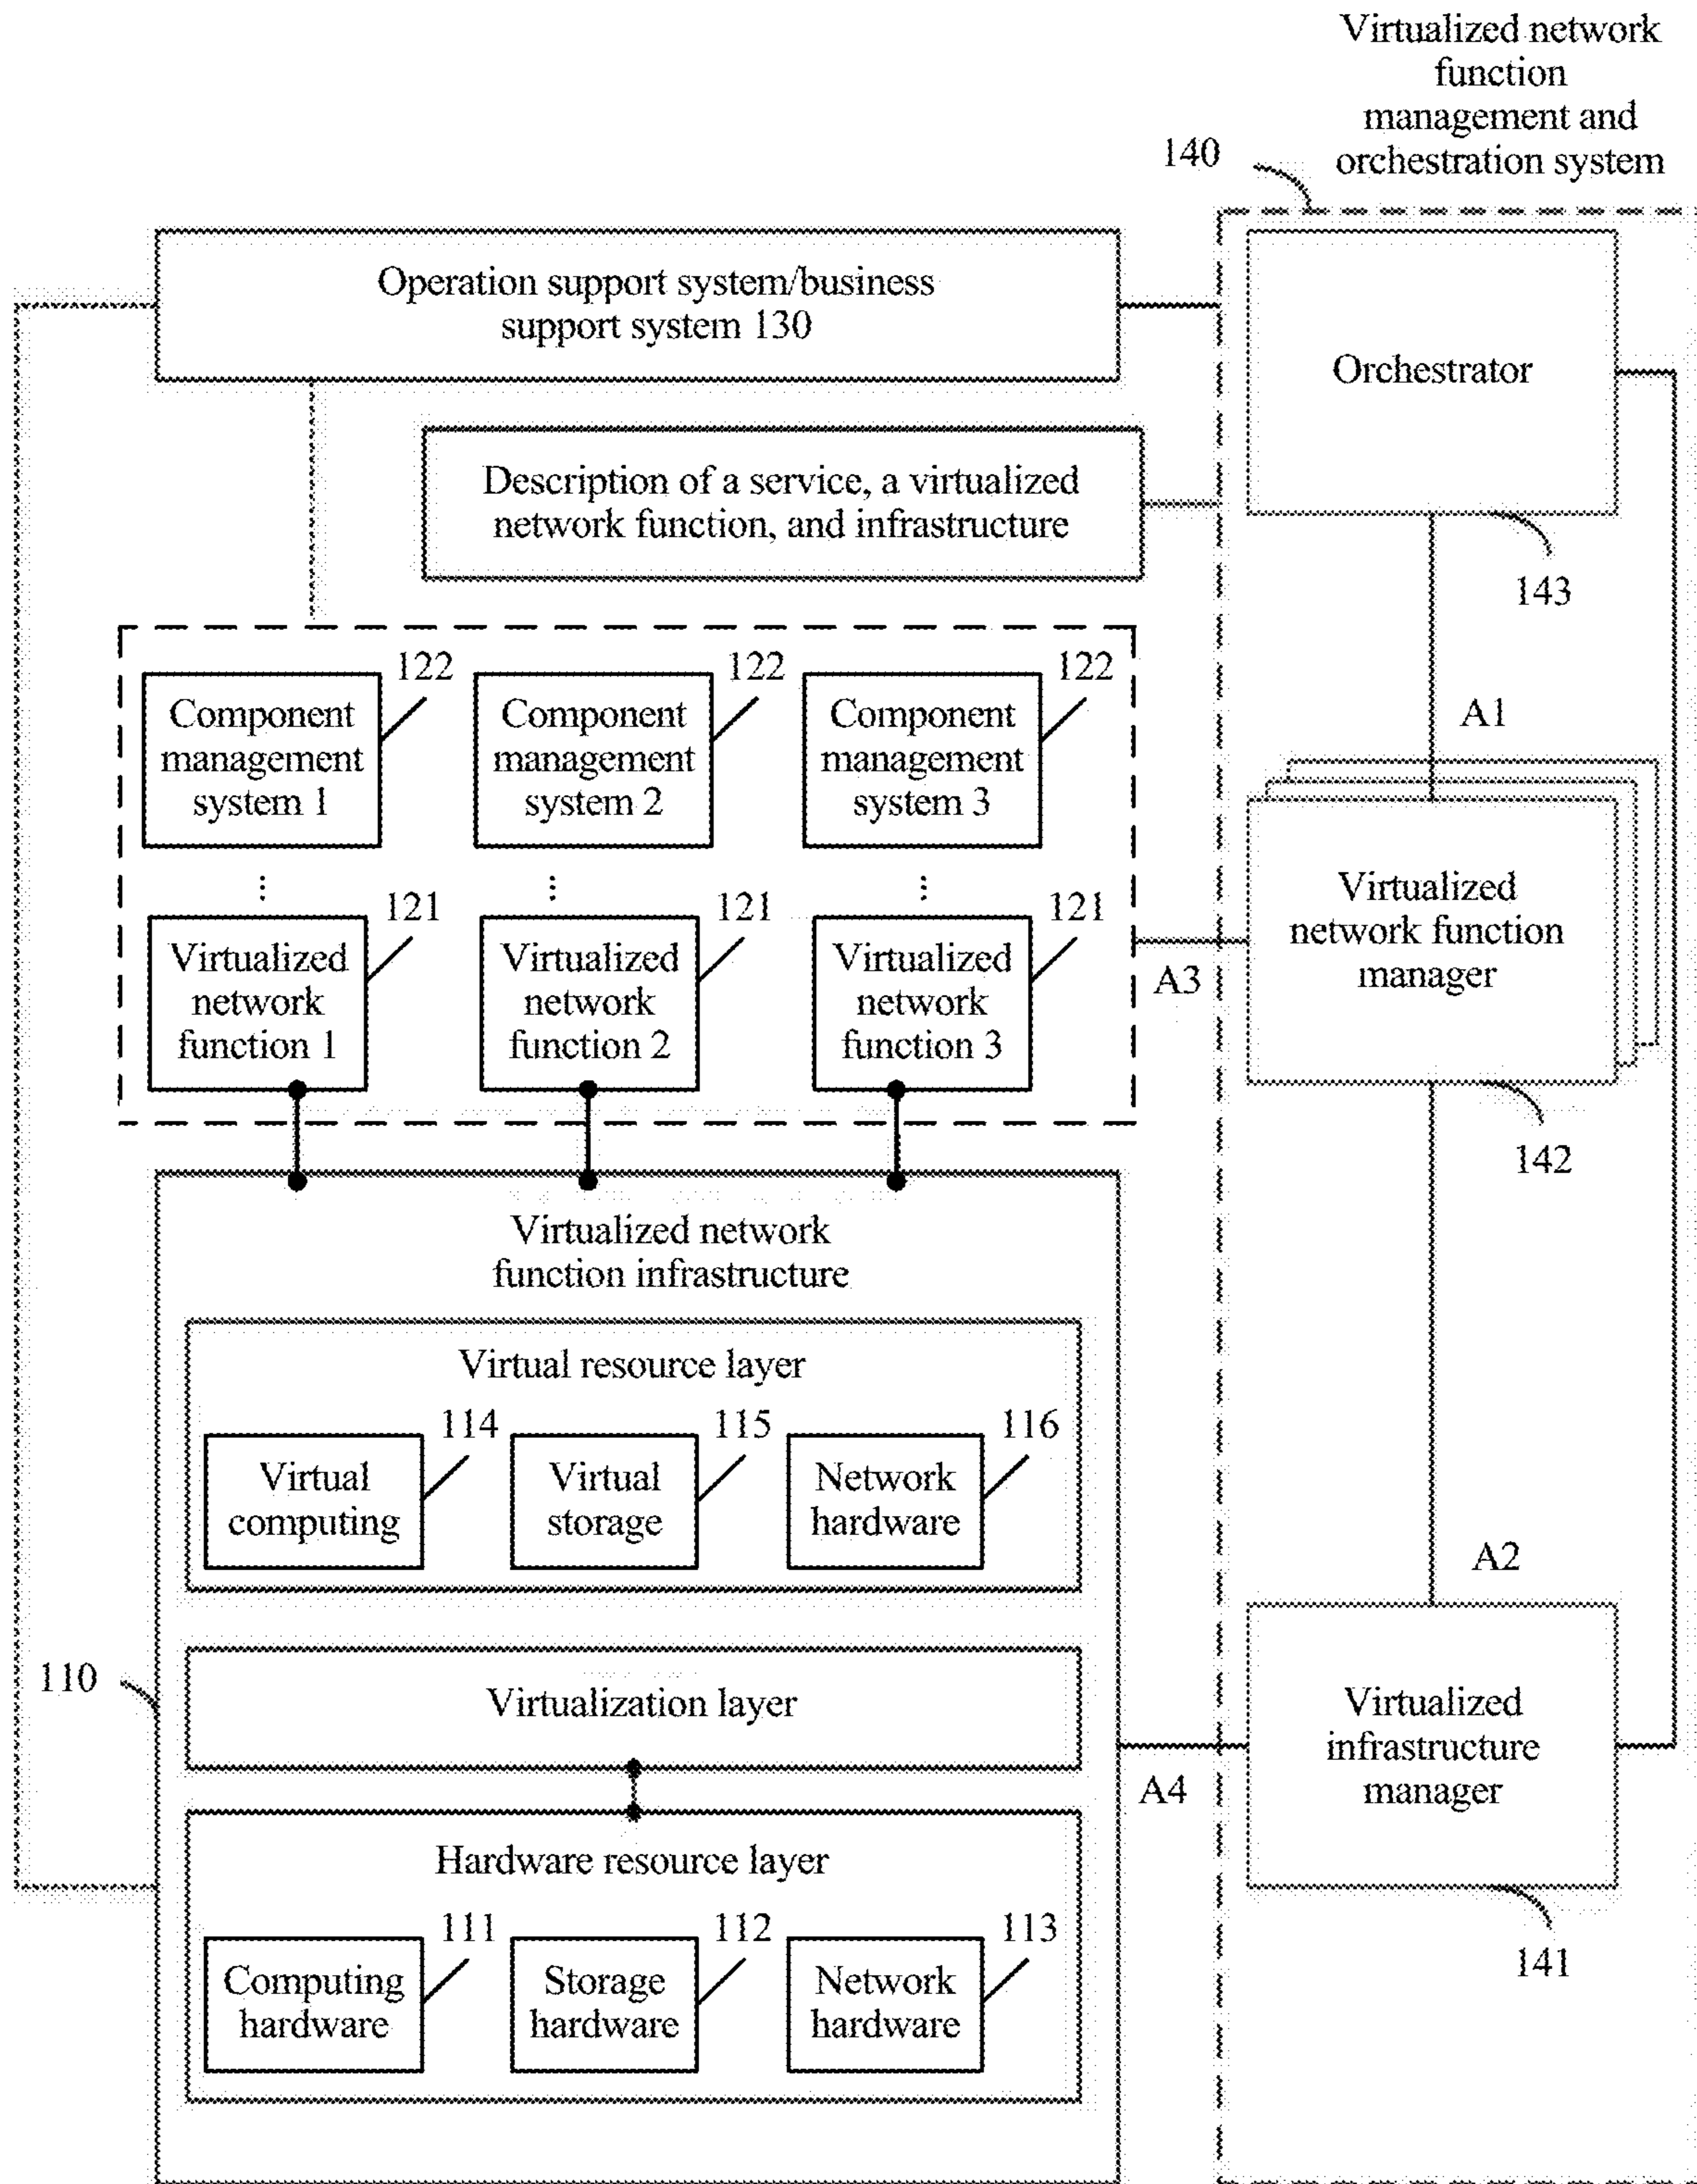 Virtualized network
function
management and
orchestration system
140
Operation support system/business
support system 130
Orchestrator
143
Description of a service, a virtualized
network function, and infrastructure
122
122
122
Component
management
system 1
Component
management
system 2
Component
management
system 3
A1
⋮
⋮
⋮
121
121
121
Virtualized
network
function 1
Virtualized
network
function 2
Virtualized
network
function 3
A3
Virtualized
network function
manager
142
Virtualized network
function infrastructure
Virtual resource layer
114
115
116
Virtual
computing
Virtual
storage
Network
hardware
A2
110
Virtualization layer
A4
Virtualized
infrastructure
manager
141
Hardware resource layer
111
112
113
Computing
hardware
Storage
hardware
Network
hardware